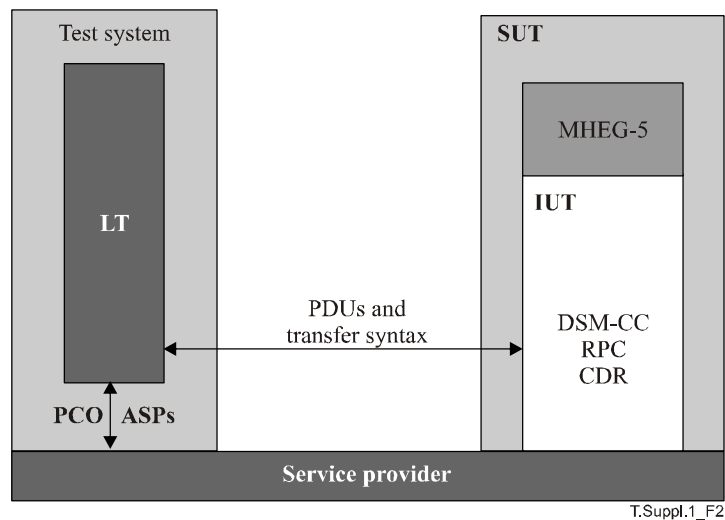 Test system
SUT
MHEG-5
LT
IUT
PDUs and
transfer syntax
DSM-CC
RPC
CDR
PCO ASPs
Service provider
T.Suppl.1_F2